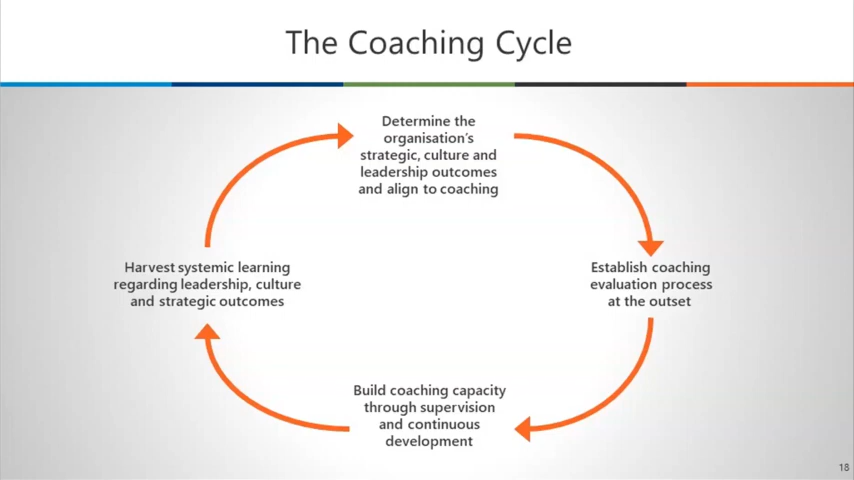 The Coaching Cycle
Determine the
organisation's
strategic, culture and
leadership outcomes
and align to coaching
Establish coaching
evaluation process
at the outset
Build coaching capacity
through supervision
and continuous
development
Harvest systemic learning
regarding leadership, culture
and strategic outcomes
18